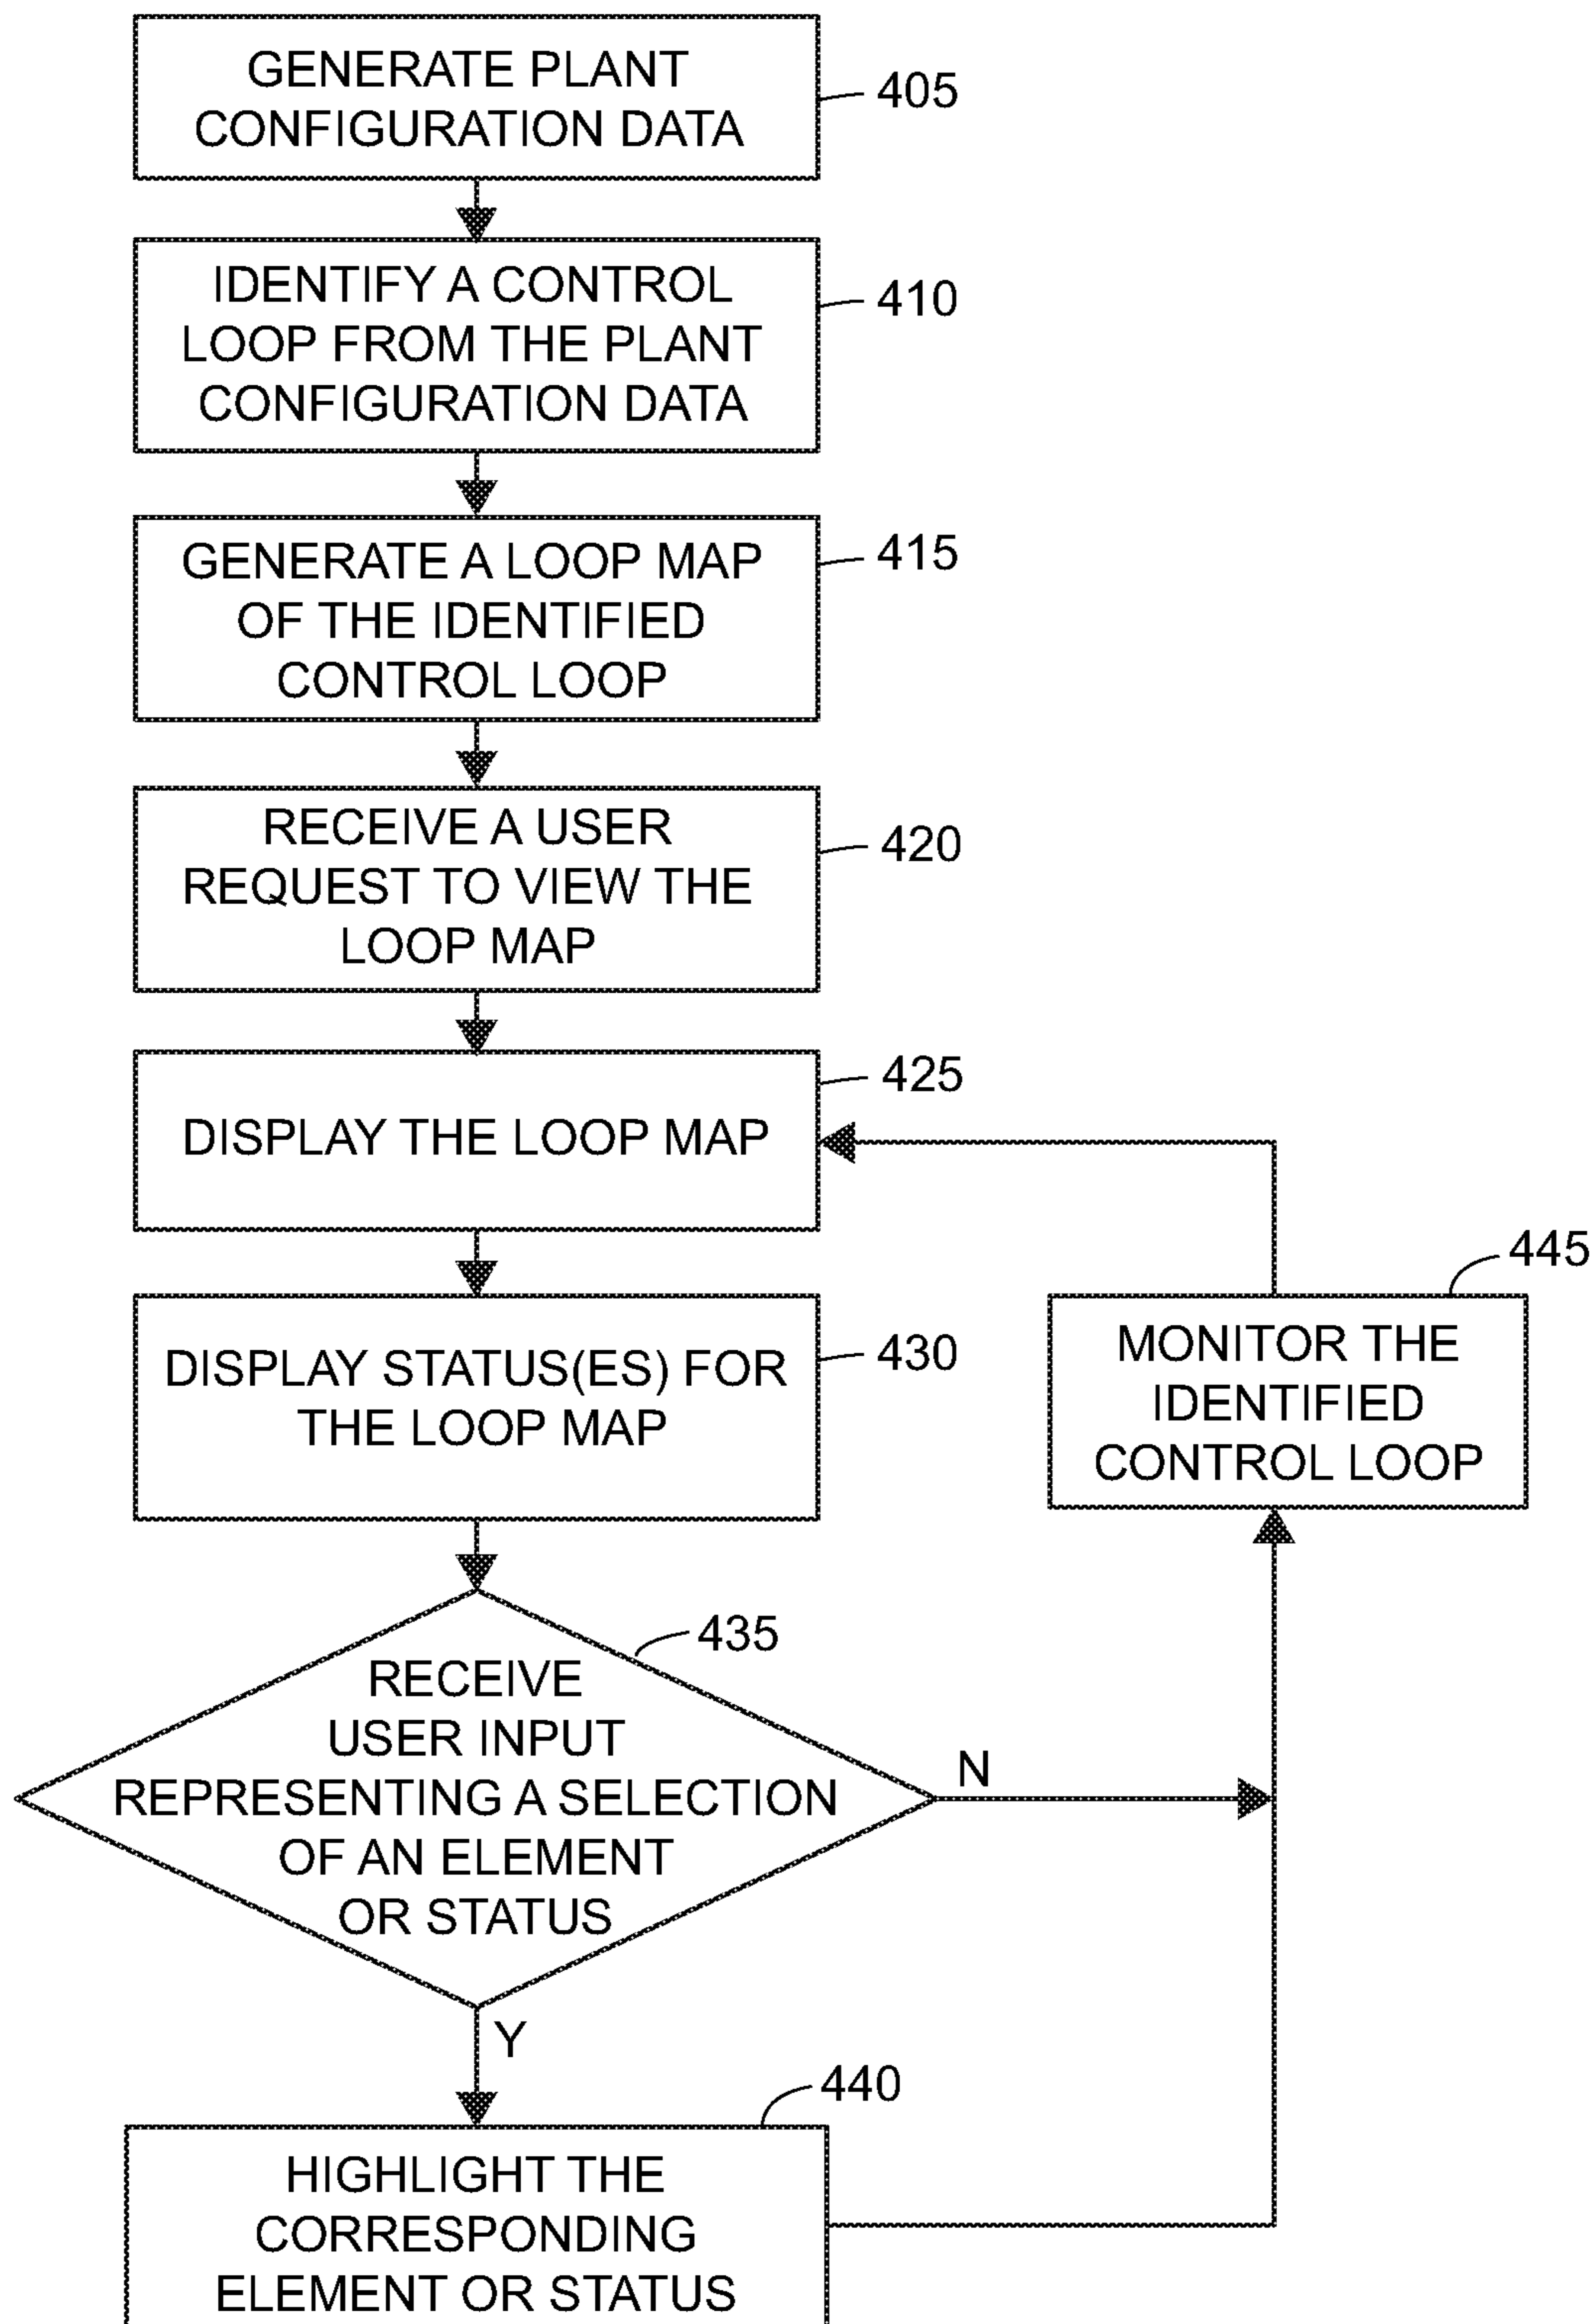 GENERATE PLANT
CONFIGURATION DATA
405
IDENTIFY A CONTROL
LOOP FROM THE PLANT
CONFIGURATION DATA
410
GENERATE A LOOP MAP
OF THE IDENTIFIED
CONTROL LOOP
415
RECEIVE A USER
REQUEST TO VIEW THE
LOOP MAP
420
DISPLAY THE LOOP MAP
425
DISPLAY STATUS(ES) FOR
THE LOOP MAP
430
MONITOR THE
IDENTIFIED
CONTROL LOOP
445
RECEIVE
USER INPUT
REPRESENTING A SELECTION
OF AN ELEMENT
OR STATUS
435
N
Y
HIGHLIGHT THE
CORRESPONDING
ELEMENT OR STATUS
440